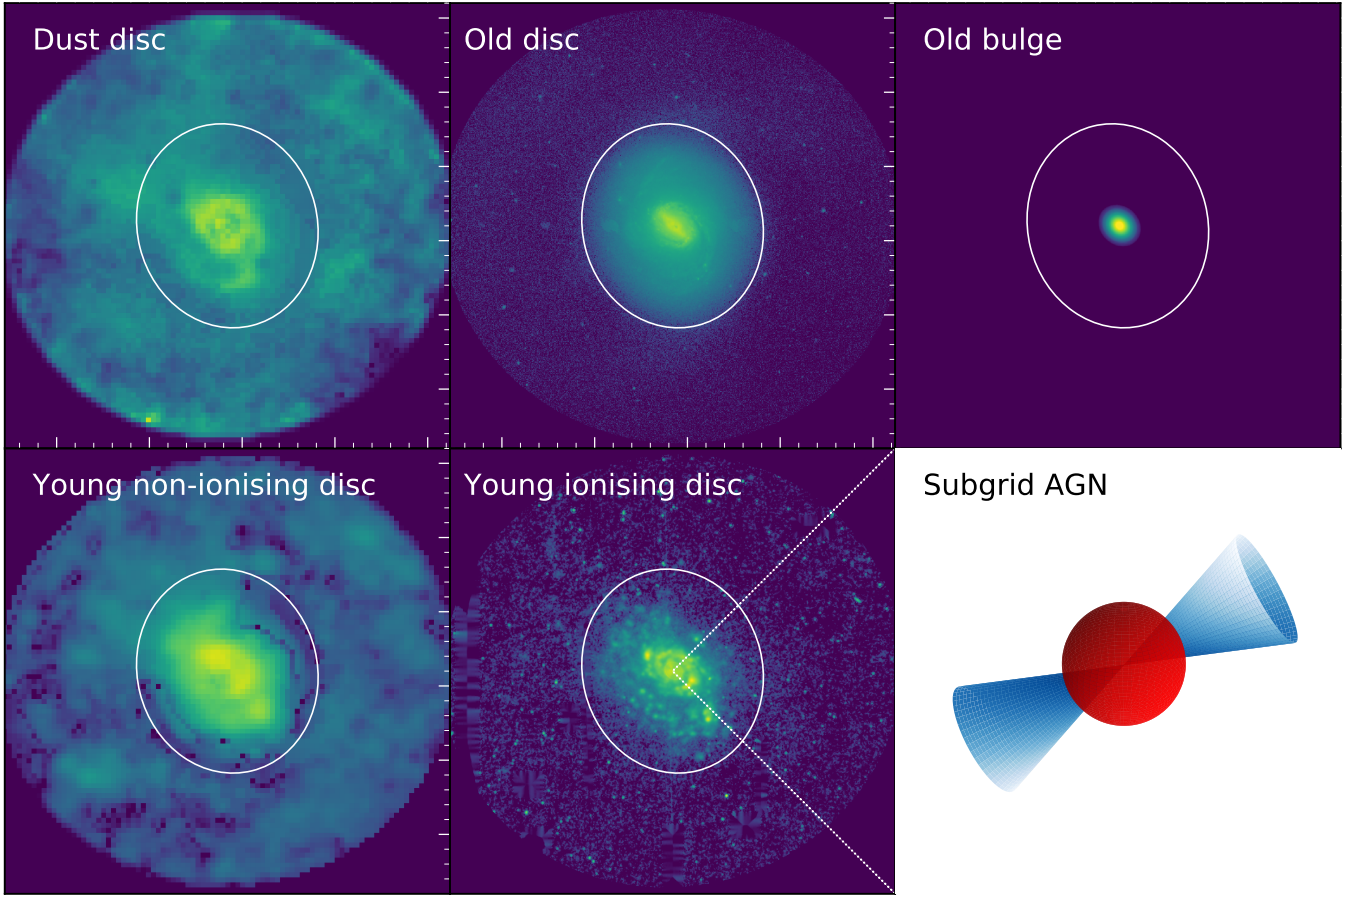 Dust disc
Old disc
Old bulge
Young non-ionising disc
Young ionising disc
Subgrid AGN